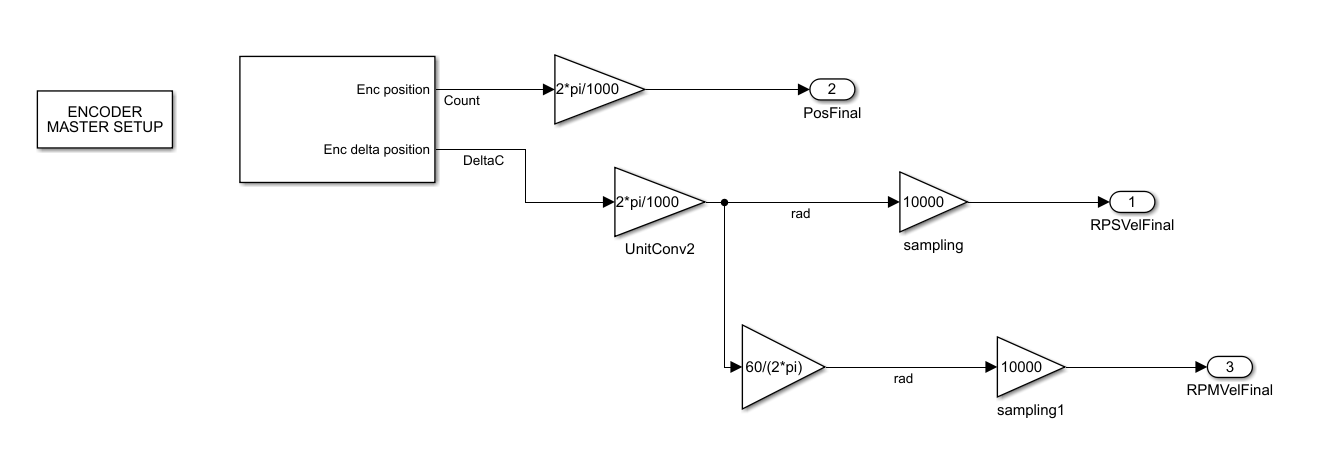 ENCODER
MASTER SETUP
Enc position
Enc delta position
Count
DeltaC
2*pi/1000
2
PosFinal
2*pi/1000
UnitConv2
rad
10000
sampling
1
RPSVelFinal
60/(2*pi)
rad
10000
sampling1
3
RPMVelFinal